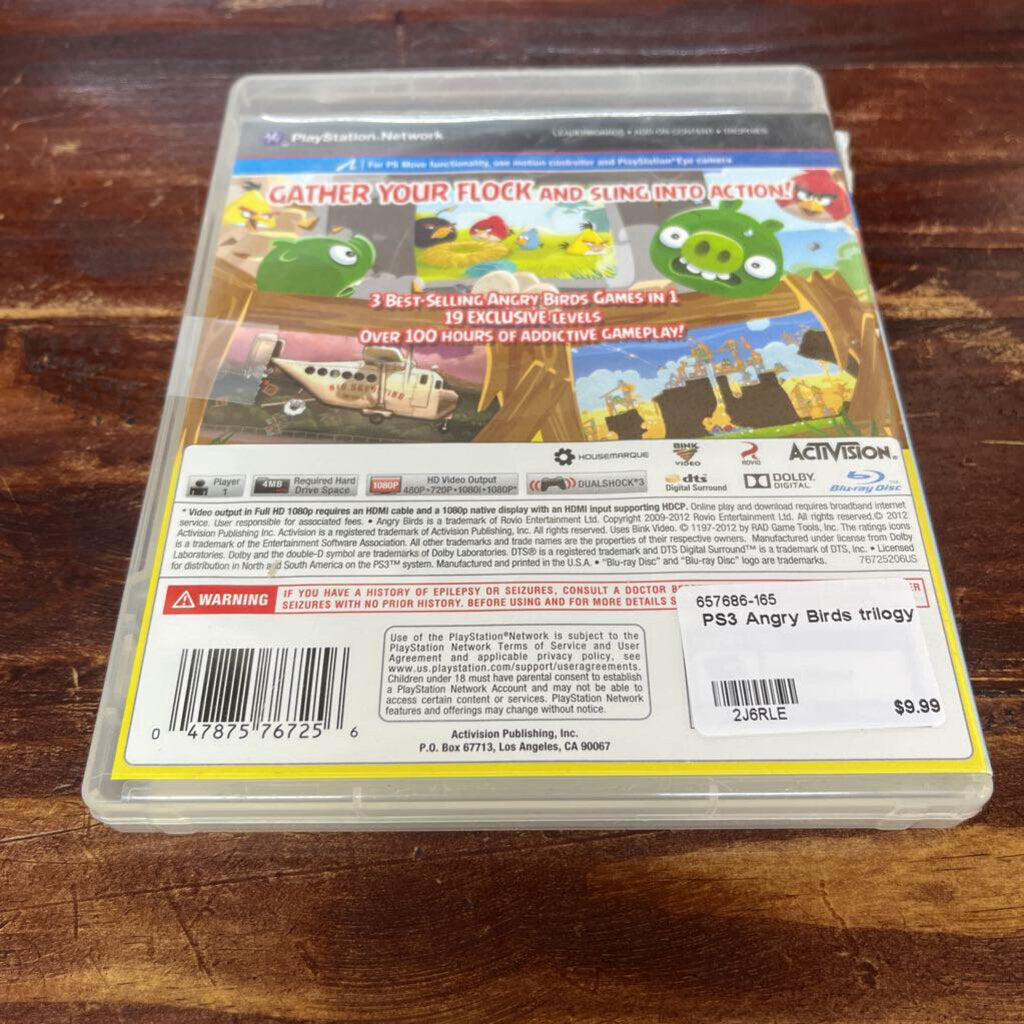 PlayStation Network
LEADERBOARDS • ADD-ON CONTENT • TROPHIES
For PS Move functionality, use motion controller and PlayStation®Eye camera
GATHER YOUR FLOCK AND SLING INTO ACTION!
3 BEST-SELLING ANGRY BIRDS GAMES IN 1
19 EXCLUSIVE LEVELS
OVER 100 HOURS OF ADDICTIVE GAMEPLAY!
HOUSEMARQUE
BINK VIDEO
ROVIO
ACTIVISION®
Player 1
4MB Required Hard Drive Space
1080P HD Video Output 480P•720P•1080i•1080P*
DUALSHOCK®3
dts Digital Surround
DOLBY DIGITAL
Blu-ray Disc™
* Video output in Full HD 1080p requires an HDMI cable and a 1080p native display with an HDMI input supporting HDCP. Online play and download requires broadband internet
service. User responsible for associated fees. • Angry Birds is a trademark of Rovio Entertainment Ltd. Copyright 2009-2012 Rovio Entertainment Ltd. All rights reserved.© 2012
Activision Publishing Inc. Activision is a registered trademark of Activision Publishing, Inc. All rights reserved. Uses Bink Video. © 1997-2012 by RAD Game Tools, Inc. The ratings icons
is a trademark of the Entertainment Software Association. All other trademarks and trade names are the properties of their respective owners. Manufactured under license from Dolby
Laboratories. Dolby and the double-D symbol are trademarks of Dolby Laboratories. DTS® is a registered trademark and DTS Digital Surround™ is a trademark of DTS, Inc. • Licensed
for distribution in North and South America on the PS3™ system. Manufactured and printed in the U.S.A. • "Blu-ray Disc" and "Blu-ray Disc" logo are trademarks. 76725206US
WARNING
IF YOU HAVE A HISTORY OF EPILEPSY OR SEIZURES, CONSULT A DOCTOR
SEIZURES WITH NO PRIOR HISTORY. BEFORE USING AND FOR MORE DETAILS
657686-165
PS3 Angry Birds trilogy
2J6RLE
$9.99
Use of the PlayStation®Network is subject to the
PlayStation Network Terms of Service and User
Agreement and applicable privacy policy, see
www.us.playstation.com/support/useragreements.
Children under 18 must have parental consent to establish
a PlayStation Network Account and may not be able to
access certain content or services. PlayStation Network
features and offerings may change without notice.
0 47875 76725 6
Activision Publishing, Inc.
P.O. Box 67713, Los Angeles, CA 90067